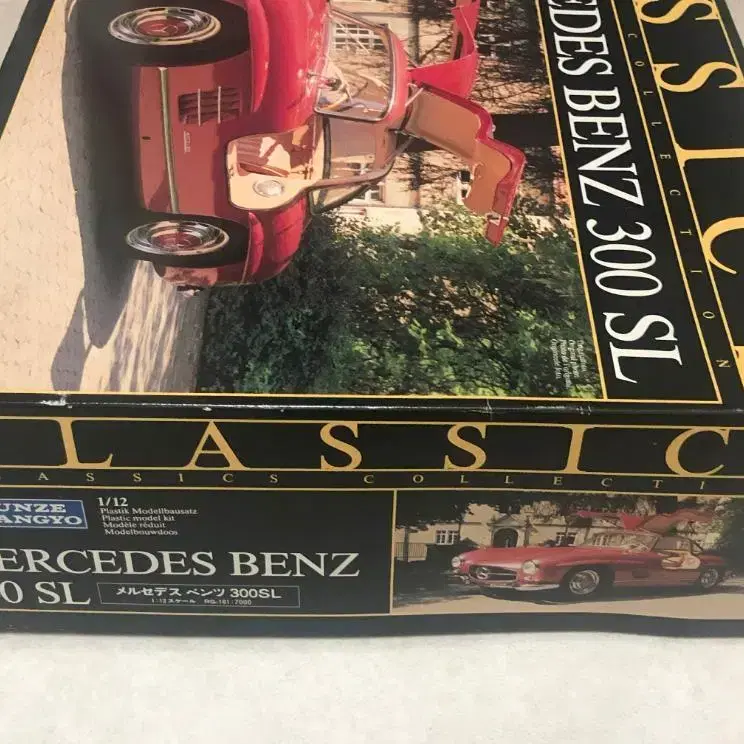 SSIC
COLLECTION
EDES BENZ 300 SL
LASSIC
ASSICS COLLECTI
UNZE
ANGYO
1/12
Plastik Modellbausatz
Plastic model kit
Modèle réduit
Modelbouwdoos
ERCEDES BENZ
0 SL
メルセデス ベンツ 300SL
1:12スケール